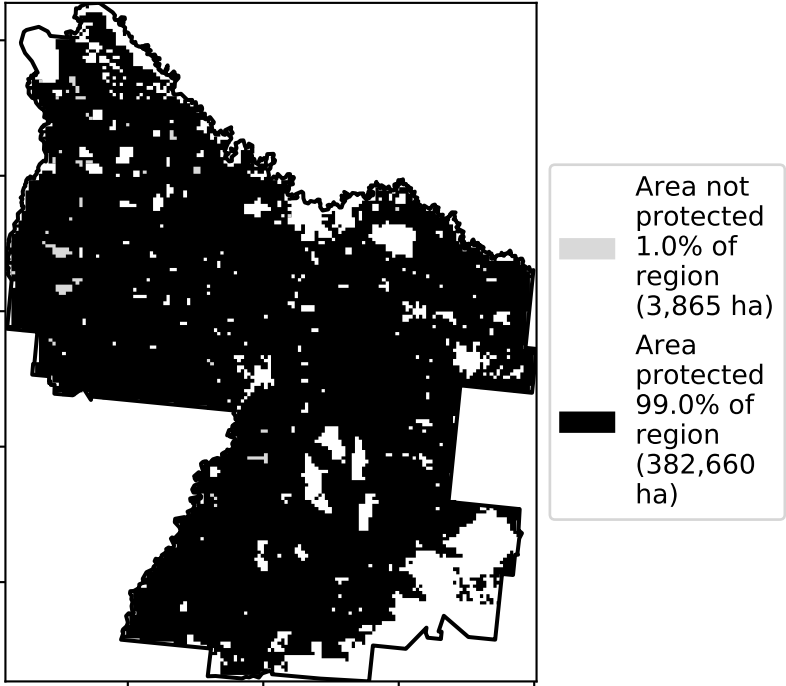 Area not
protected
1.0% of
region
(3,865 ha)
Area
protected
99.0% of
region
(382,660
ha)